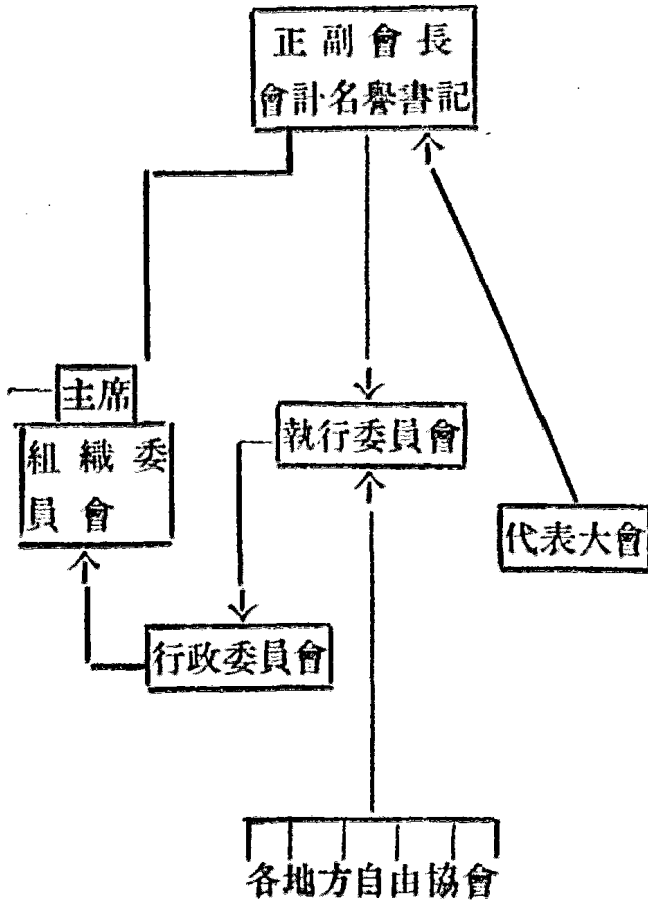 正副會長
會計名譽書記
主席
組織委
員會
執行委員會
代表大會
行政委員會
各地方自由協會